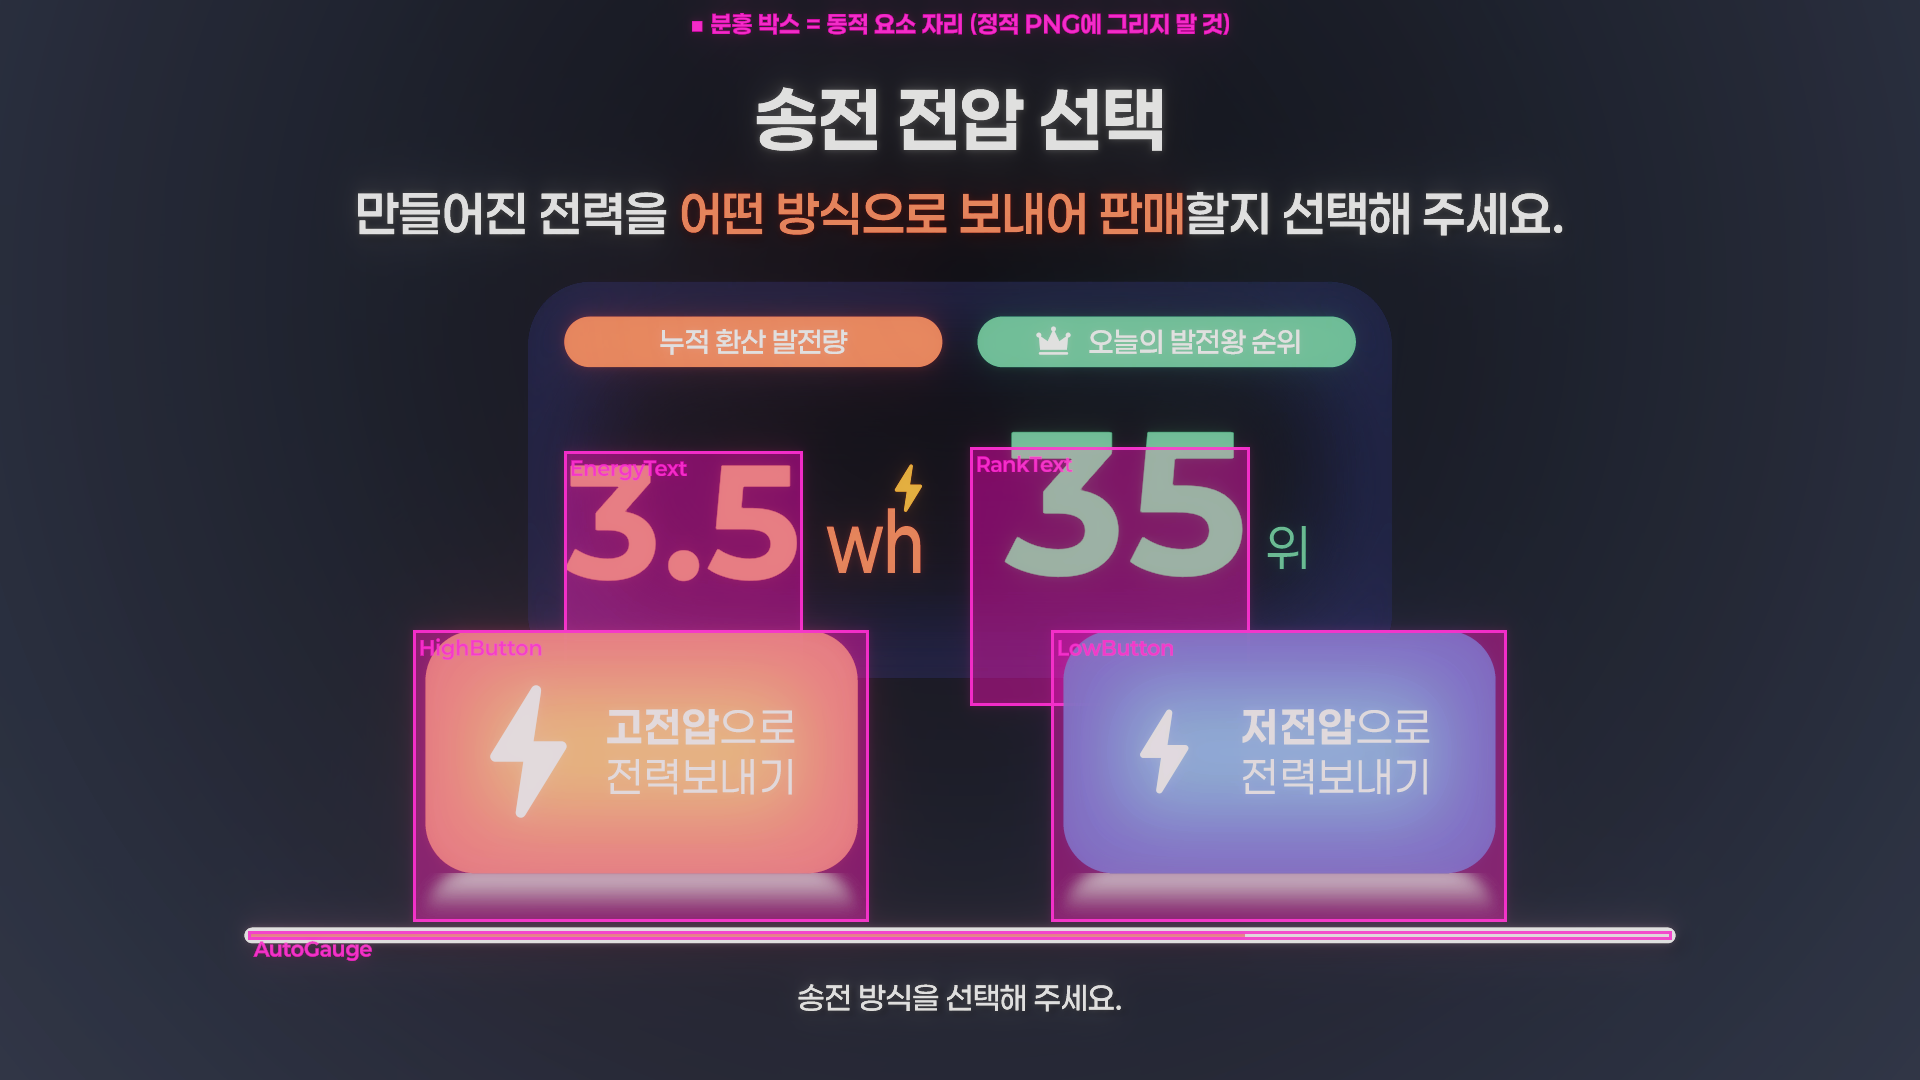 ■ 분홍 박스 = 동적 요소 자리 (정적 PNG에 그리지 말 것)
송전 전압 선택
만들어진 전력을 어떤 방식으로 보내어 판매할지 선택해 주세요.
누적 환산 발전량
오늘의 발전왕 순위
EnergyText
3.5 wh
RankText
35 위
HighButton
고전압으로
전력보내기
LowButton
저전압으로
전력보내기
AutoGauge
송전 방식을 선택해 주세요.